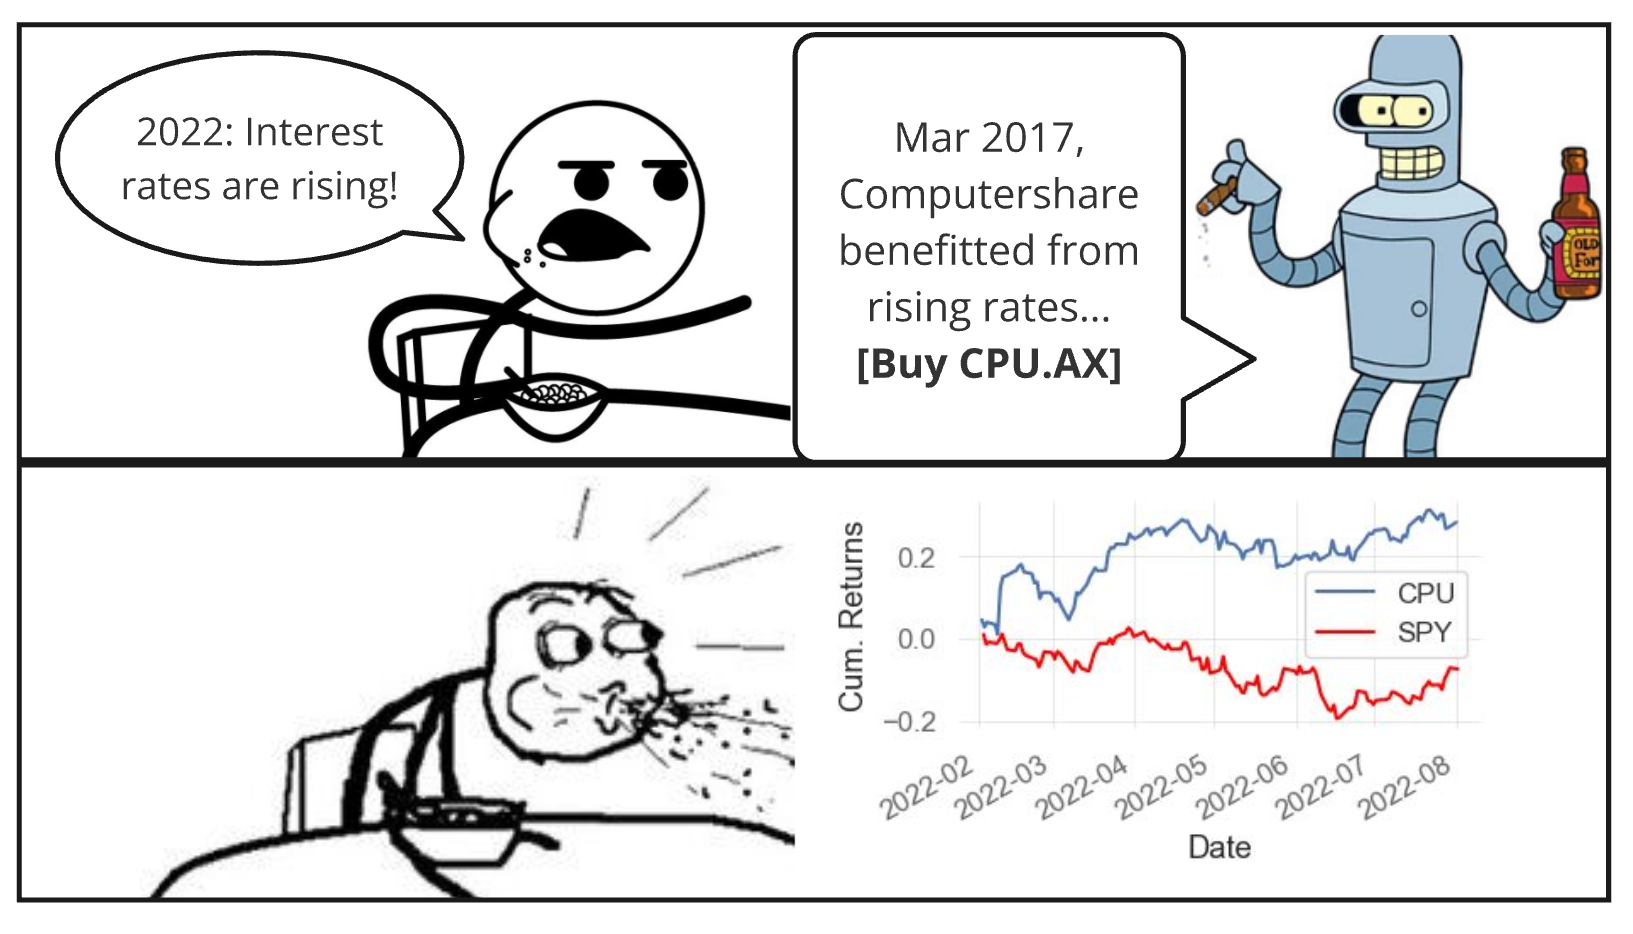 2022: Interest
rates are rising!
Mar 2017,
Computershare
benefitted from
rising rates...
[Buy CPU.AX]
OLD
For
Cum. Returns
0.2
0.0
−0.2
CPU
SPY
2022-02
2022-03
2022-04
2022-05
2022-06
2022-07
2022-08
Date